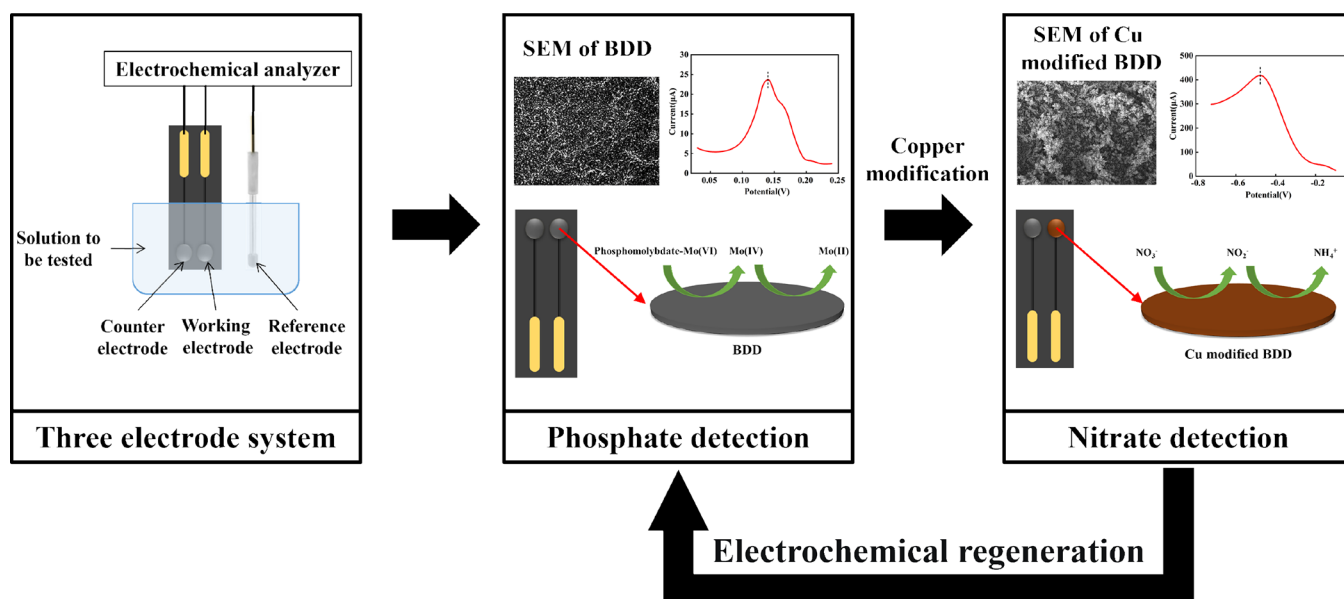 Electrochemical analyzer
Solution to
be tested
Counter
electrode
Working
electrode
Reference
electrode
Three electrode system
SEM of BDD
Current(μA)
30
25
20
15
10
5
0
0.05
0.10
0.15
0.20
0.25
Potential(V)
Phosphomolybdate-Mo(VI)
Mo(IV)
Mo(II)
BDD
Phosphate detection
Copper
modification
SEM of Cu
modified BDD
Current(μA)
500
400
300
200
100
0
-0.8
-0.6
-0.4
-0.2
Potential(V)
NO₃⁻
NO₂⁻
NH₄⁺
Cu modified BDD
Nitrate detection
Electrochemical regeneration